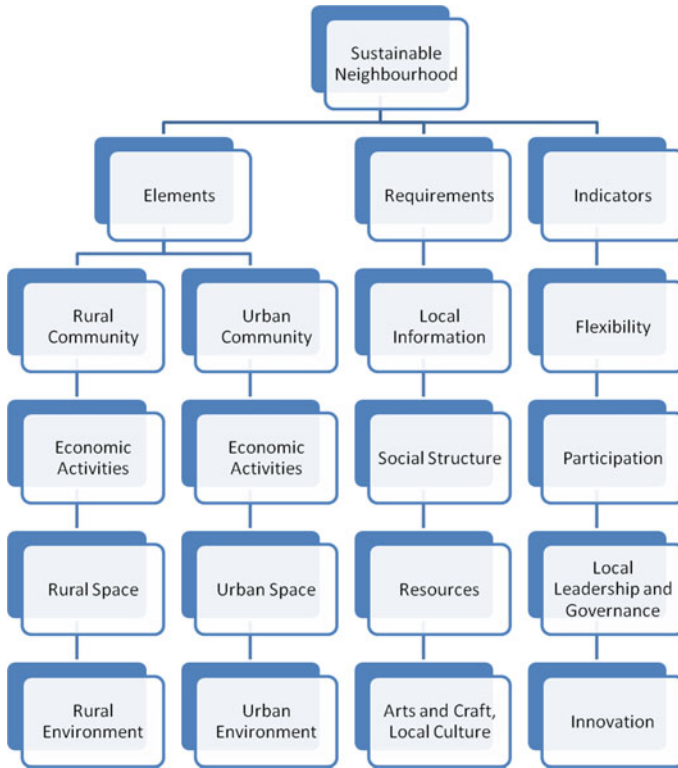 Sustainable
Neighbourhood
Elements
Requirements
Indicators
Rural
Community
Urban
Community
Local
Information
Flexibility
Economic
Activities
Economic
Activities
Social Structure
Participation
Rural Space
Urban Space
Resources
Local
Leadership and
Governance
Rural
Environment
Urban
Environment
Arts and Craft,
Local Culture
Innovation